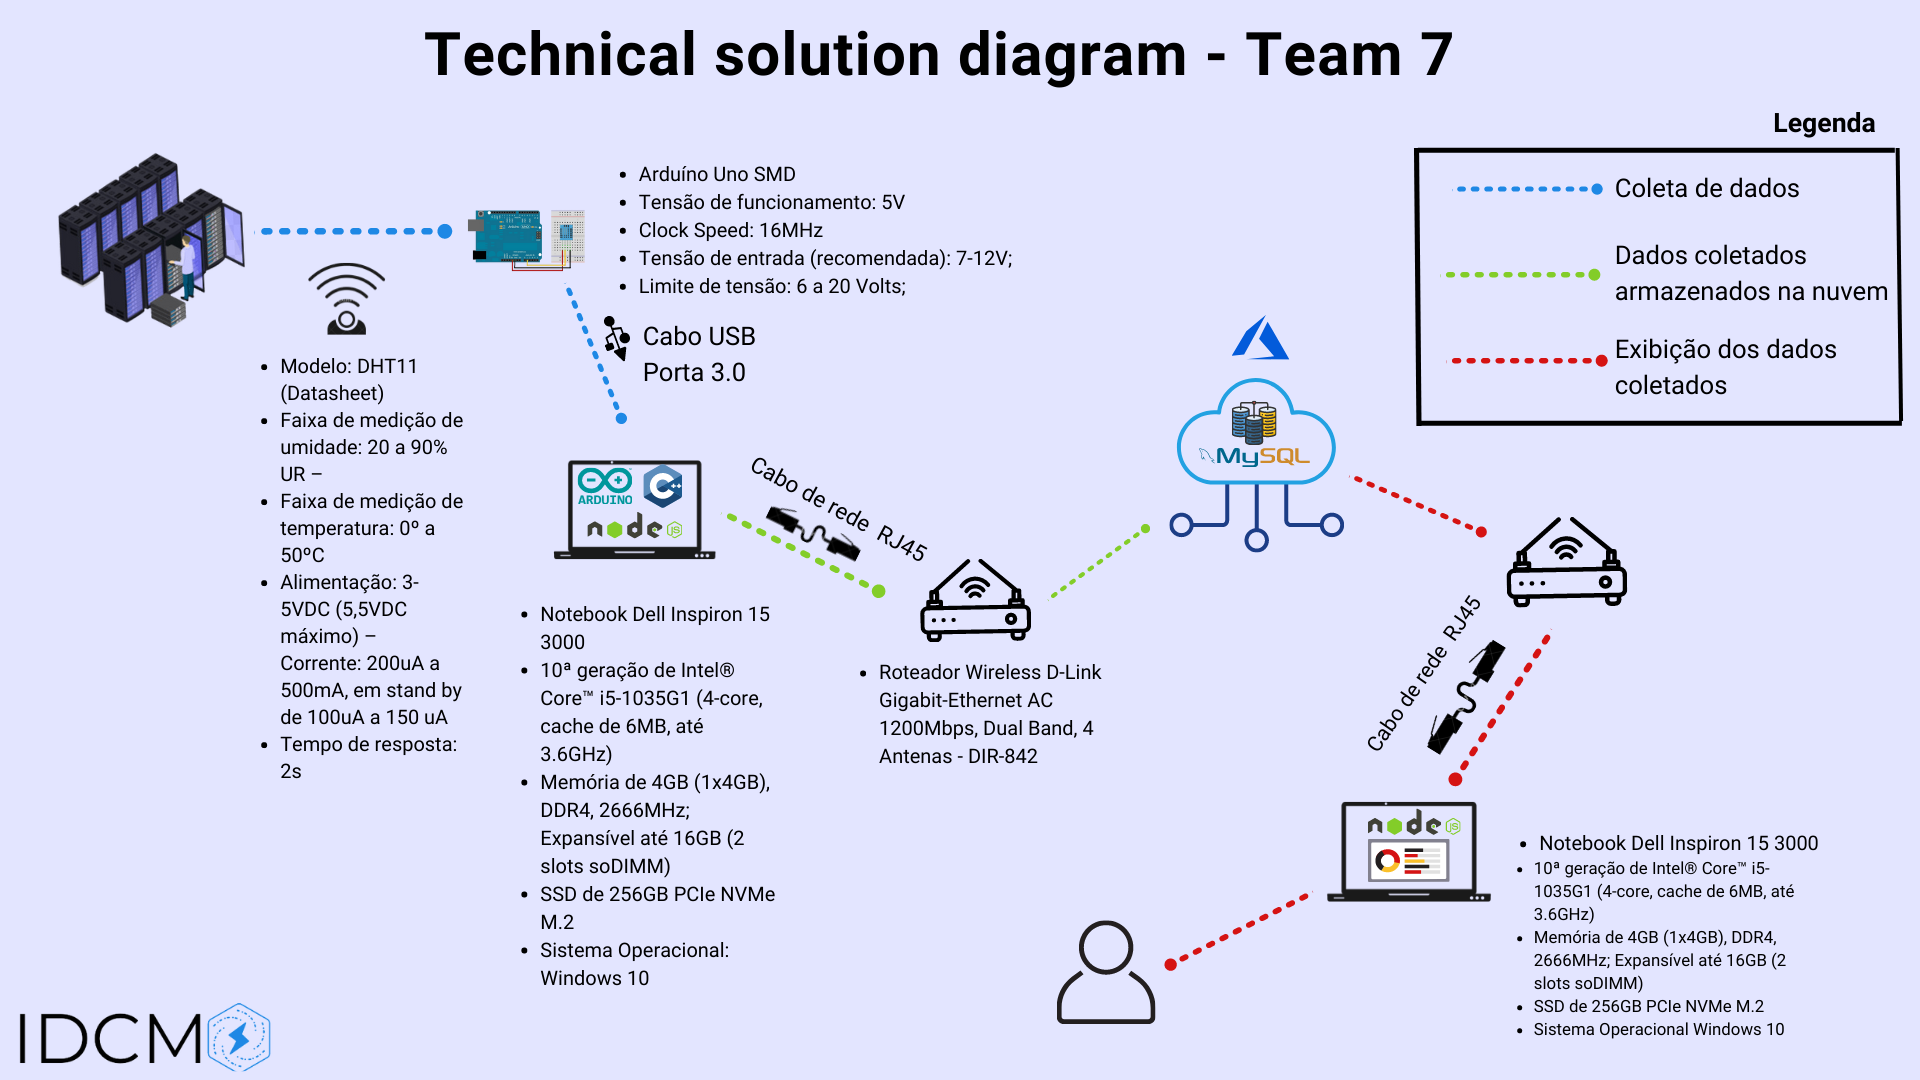 Technical solution diagram - Team 7
Legenda
Coleta de dados
Dados coletados
armazenados na nuvem
Exibição dos dados
coletados
• Arduíno Uno SMD
• Tensão de funcionamento: 5V
• Clock Speed: 16MHz
• Tensão de entrada (recomendada): 7-12V;
• Limite de tensão: 6 a 20 Volts;
Cabo USB
Porta 3.0
• Modelo: DHT11
(Datasheet)
• Faixa de medição de
umidade: 20 a 90%
UR –
• Faixa de medição de
temperatura: 0º a
50ºC
• Alimentação: 3-
5VDC (5,5VDC
máximo) –
Corrente: 200uA a
500mA, em stand by
de 100uA a 150 uA
• Tempo de resposta:
2s
ARDUINO
C++
node
JS
Cabo de rede RJ45
• Notebook Dell Inspiron 15
3000
• 10ª geração de Intel®
Core™ i5-1035G1 (4-core,
cache de 6MB, até
3.6GHz)
• Memória de 4GB (1x4GB),
DDR4, 2666MHz;
Expansível até 16GB (2
slots soDIMM)
• SSD de 256GB PCIe NVMe
M.2
• Sistema Operacional:
Windows 10
• Roteador Wireless D-Link
Gigabit-Ethernet AC
1200Mbps, Dual Band, 4
Antenas - DIR-842
MySQL
Cabo de rede RJ45
node
JS
• Notebook Dell Inspiron 15 3000
• 10ª geração de Intel® Core™ i5-
1035G1 (4-core, cache de 6MB, até
3.6GHz)
• Memória de 4GB (1x4GB), DDR4,
2666MHz; Expansível até 16GB (2
slots soDIMM)
• SSD de 256GB PCIe NVMe M.2
• Sistema Operacional Windows 10
IDCM